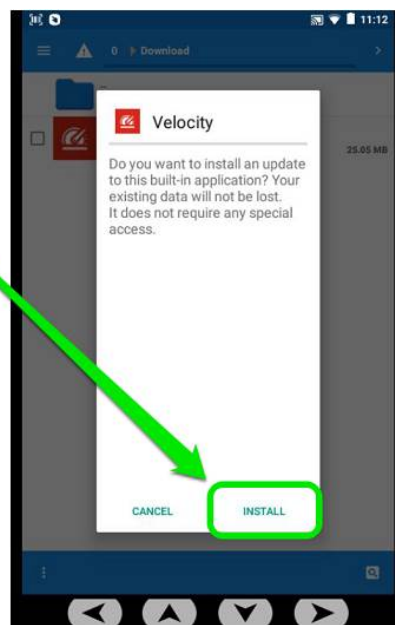 11:12
0 Download
Velocity
25.05 MB
Do you want to install an update
to this built-in application? Your
existing data will not be lost.
It does not require any special
access.
CANCEL INSTALL